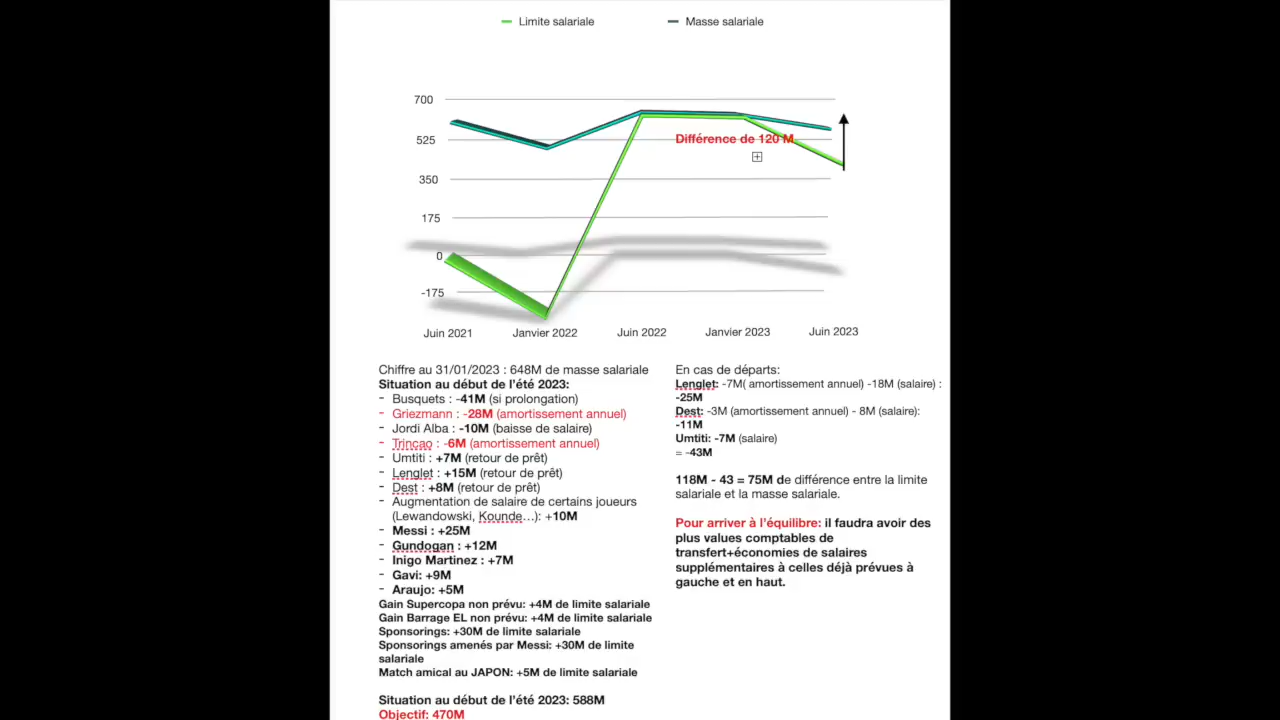 Limite salariale
Masse salariale
700
525
350
175
0
-175
Différence de 120 M
Juin 2021
Janvier 2022
Juin 2022
Janvier 2023
Juin 2023
Chiffre au 31/01/2023 : 648M de masse salariale
Situation au début de l'été 2023:
- Busquets : -41M (si prolongation)
- Griezmann : -28M (amortissement annuel)
- Jordi Alba : -10M (baisse de salaire)
- Trincao : -6M (amortissement annuel)
- Umtiti : +7M (retour de prêt)
- Lenglet : +15M (retour de prêt)
- Dest : +8M (retour de prêt)
- Augmentation de salaire de certains joueurs
(Lewandowski, Kounde…): +10M
- Messi : +25M
- Gundogan : +12M
- Inigo Martinez : +7M
- Gavi: +9M
- Araujo: +5M
Gain Supercopa non prévu: +4M de limite salariale
Gain Barrage EL non prévu: +4M de limite salariale
Sponsorings: +30M de limite salariale
Sponsorings amenés par Messi: +30M de limite
salariale
Match amical au JAPON: +5M de limite salariale
Situation au début de l'été 2023: 588M
Objectif: 470M
En cas de départs:
Lenglet: -7M( amortissement annuel) -18M (salaire) :
-25M
Dest: -3M (amortissement annuel) - 8M (salaire):
-11M
Umtiti: -7M (salaire)
= -43M
118M - 43 = 75M de différence entre la limite
salariale et la masse salariale.
Pour arriver à l'équilibre: il faudra avoir des
plus values comptables de
transfert+économies de salaires
supplémentaires à celles déjà prévues à
gauche et en haut.